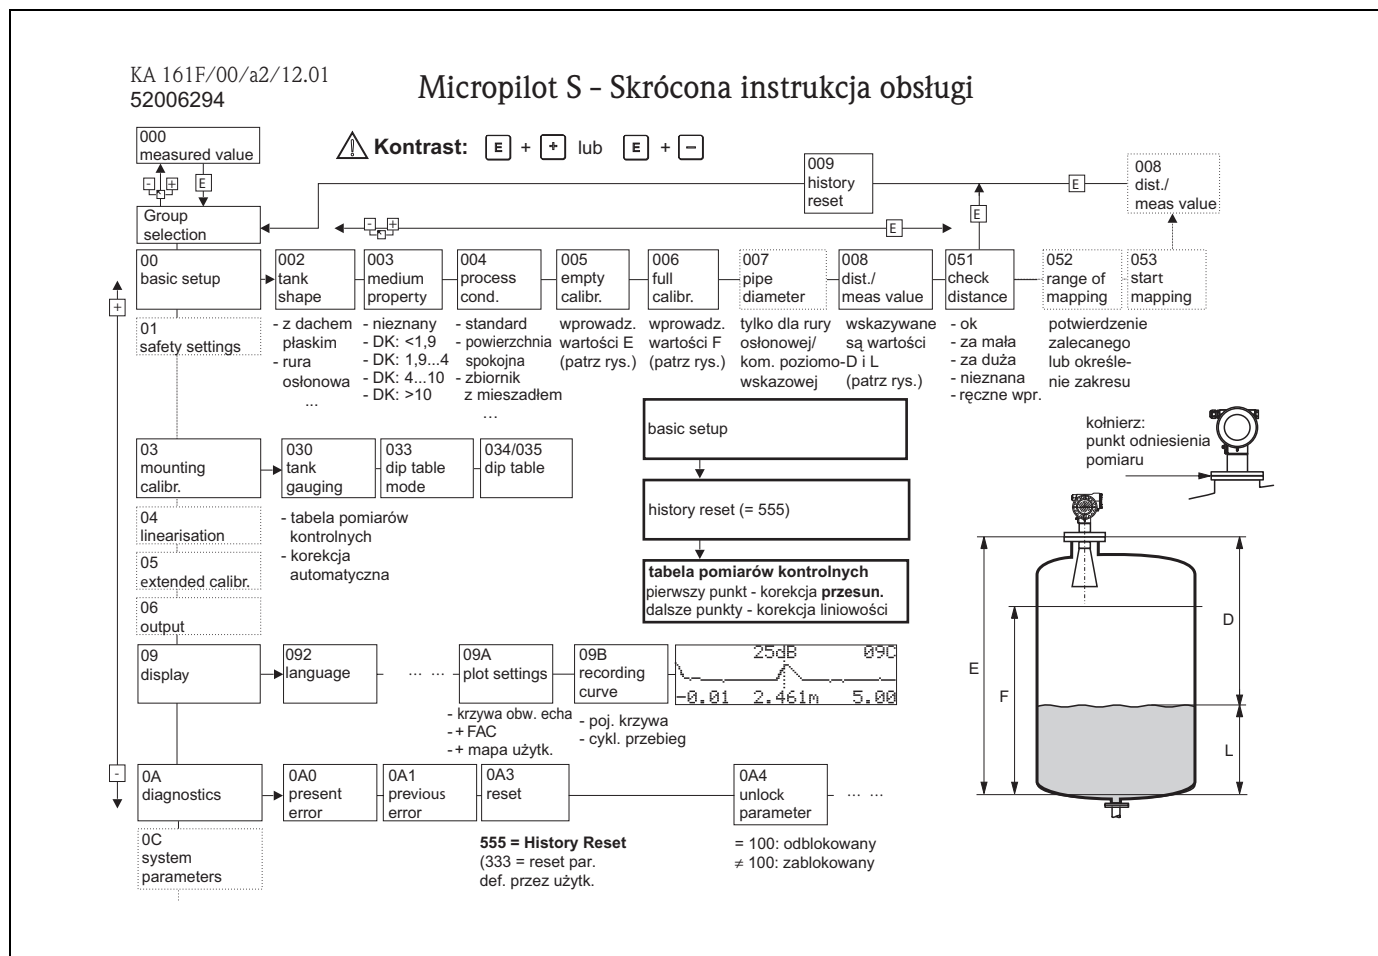 KA 161F/00/a2/12.01
52006294
Micropilot S - Skrócona instrukcja obsługi
000
measured value
Kontrast: E + + lub E + −
009
history
reset
008
dist./
meas value
- +
E
E
E
Group
selection
- +
E
00
basic setup
002
tank
shape
003
medium
property
004
process
cond.
005
empty
calibr.
006
full
calibr.
007
pipe
diameter
008
dist./
meas value
051
check
distance
052
range of
mapping
053
start
mapping
+
01
safety settings
- z dachem
płaskim
- rura
osłonowa
...
- nieznany
- DK: <1,9
- DK: 1,9...4
- DK: 4...10
- DK: >10
- standard
- powierzchnia
spokojna
- zbiornik
z mieszadłem
...
wprowadz.
wartości E
(patrz rys.)
wprowadz.
wartości F
(patrz rys.)
tylko dla rury
osłonowej/
kom. poziomo-
wskazowej
wskazywane
są wartości
D i L
(patrz rys.)
- ok
- za mała
- za duża
- nieznana
- ręczne wpr.
potwierdzenie
zalecanego
lub określe-
nie zakresu
basic setup
history reset (= 555)
tabela pomiarów kontrolnych
pierwszy punkt - korekcja przesun.
dalsze punkty - korekcja liniowości
kołnierz:
punkt odniesienia
pomiaru
03
mounting
calibr.
030
tank
gauging
033
dip table
mode
034/035
dip table
- tabela pomiarów
kontrolnych
- korekcja
automatyczna
04
linearisation
05
extended calibr.
06
output
09
display
092
language
... ...
09A
plot settings
09B
recording
curve
25dB 09C
-0.01 2.461m 5.00
- krzywa obw. echa
- + FAC
- + mapa użytk.
- poj. krzywa
- cykl. przebieg
E
F
D
L
-
0A
diagnostics
0A0
present
error
0A1
previous
error
0A3
reset
0A4
unlock
parameter
... ...
0C
system
parameters
555 = History Reset
(333 = reset par.
def. przez użytk.
= 100: odblokowany
≠ 100: zablokowany